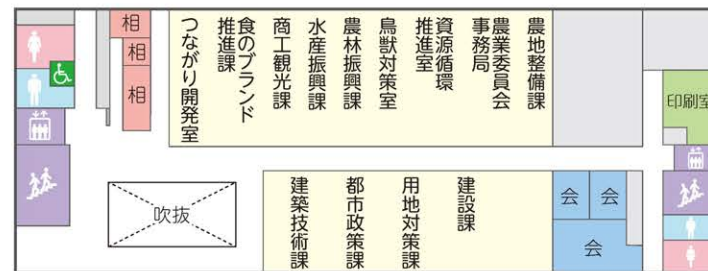 相
相
相
つながり開発室
食のブランド
推進課
商工観光課
水産振興課
農林振興課
鳥獣対策室
資源循環
推進室
農業委員会
事務局
農地整備課
印刷室
吹抜
建築技術課
都市政策課
用地対策課
建設課
会
会
会